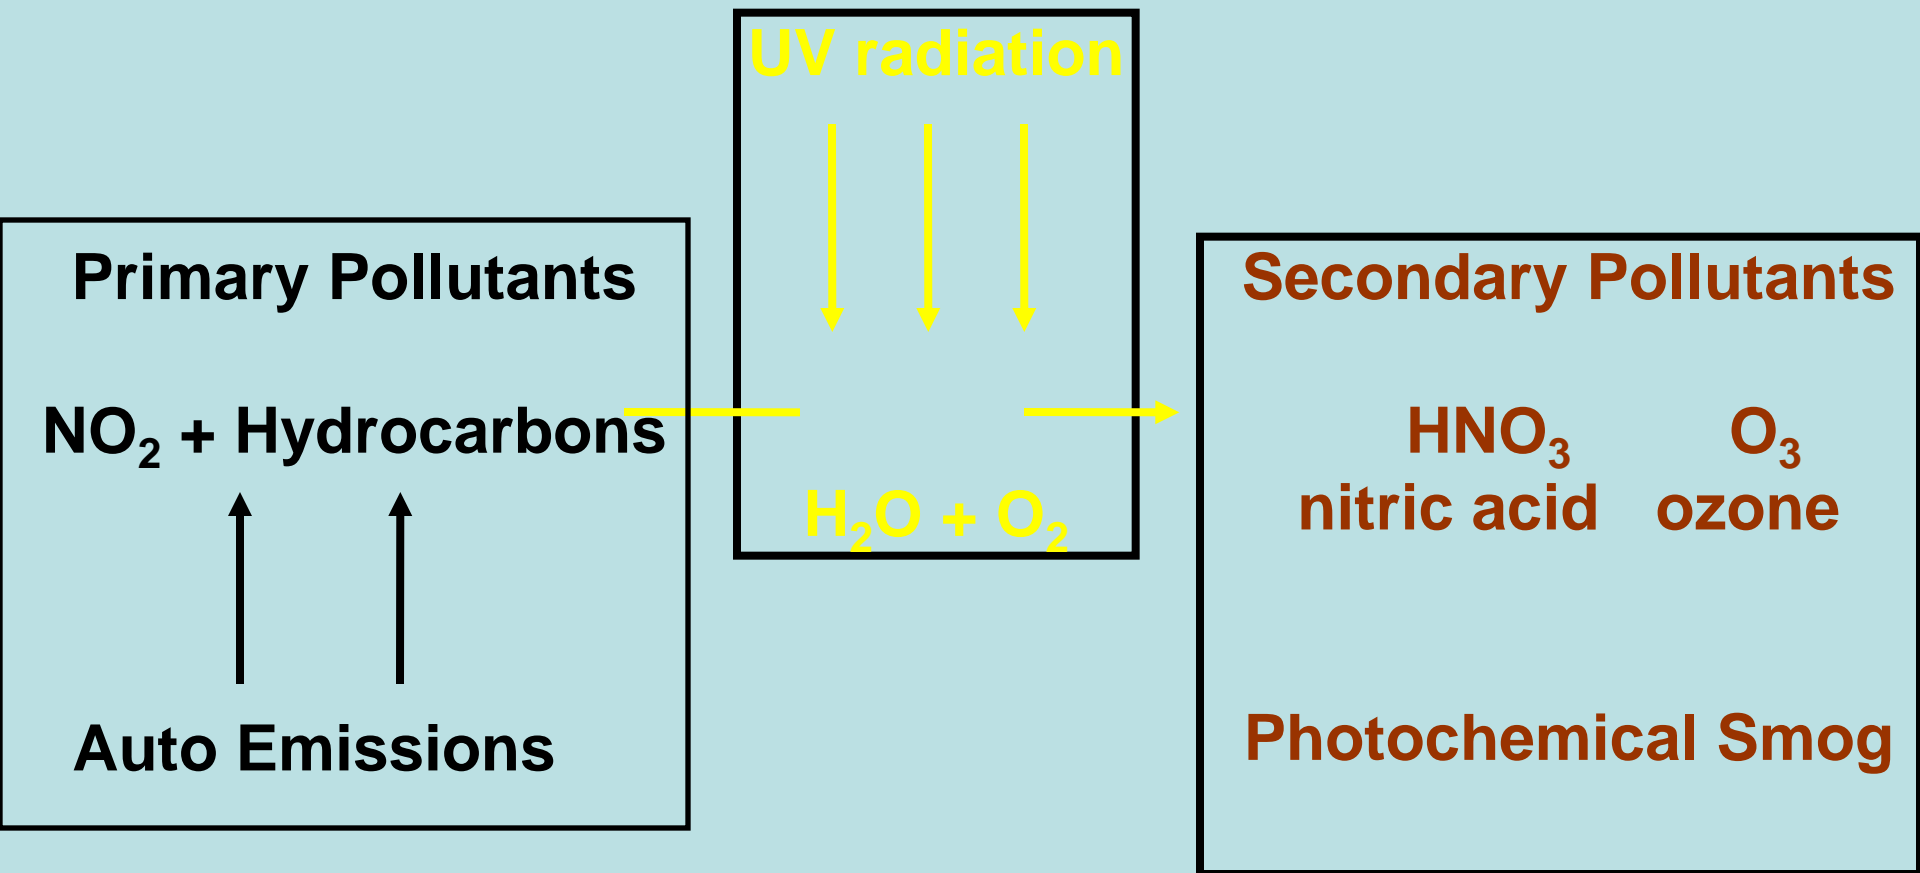 UV radiation
H₂O + O₂
Primary Pollutants
NO₂ + Hydrocarbons
Auto Emissions
Secondary Pollutants
HNO₃ O₃
nitric acid ozone
Photochemical Smog